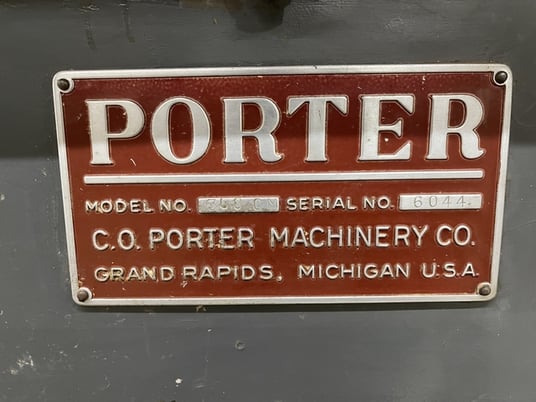 PORTER
MODEL NO. SERIAL NO. 6044
C.O. PORTER MACHINERY CO.
GRAND RAPIDS, MICHIGAN U.S.A.